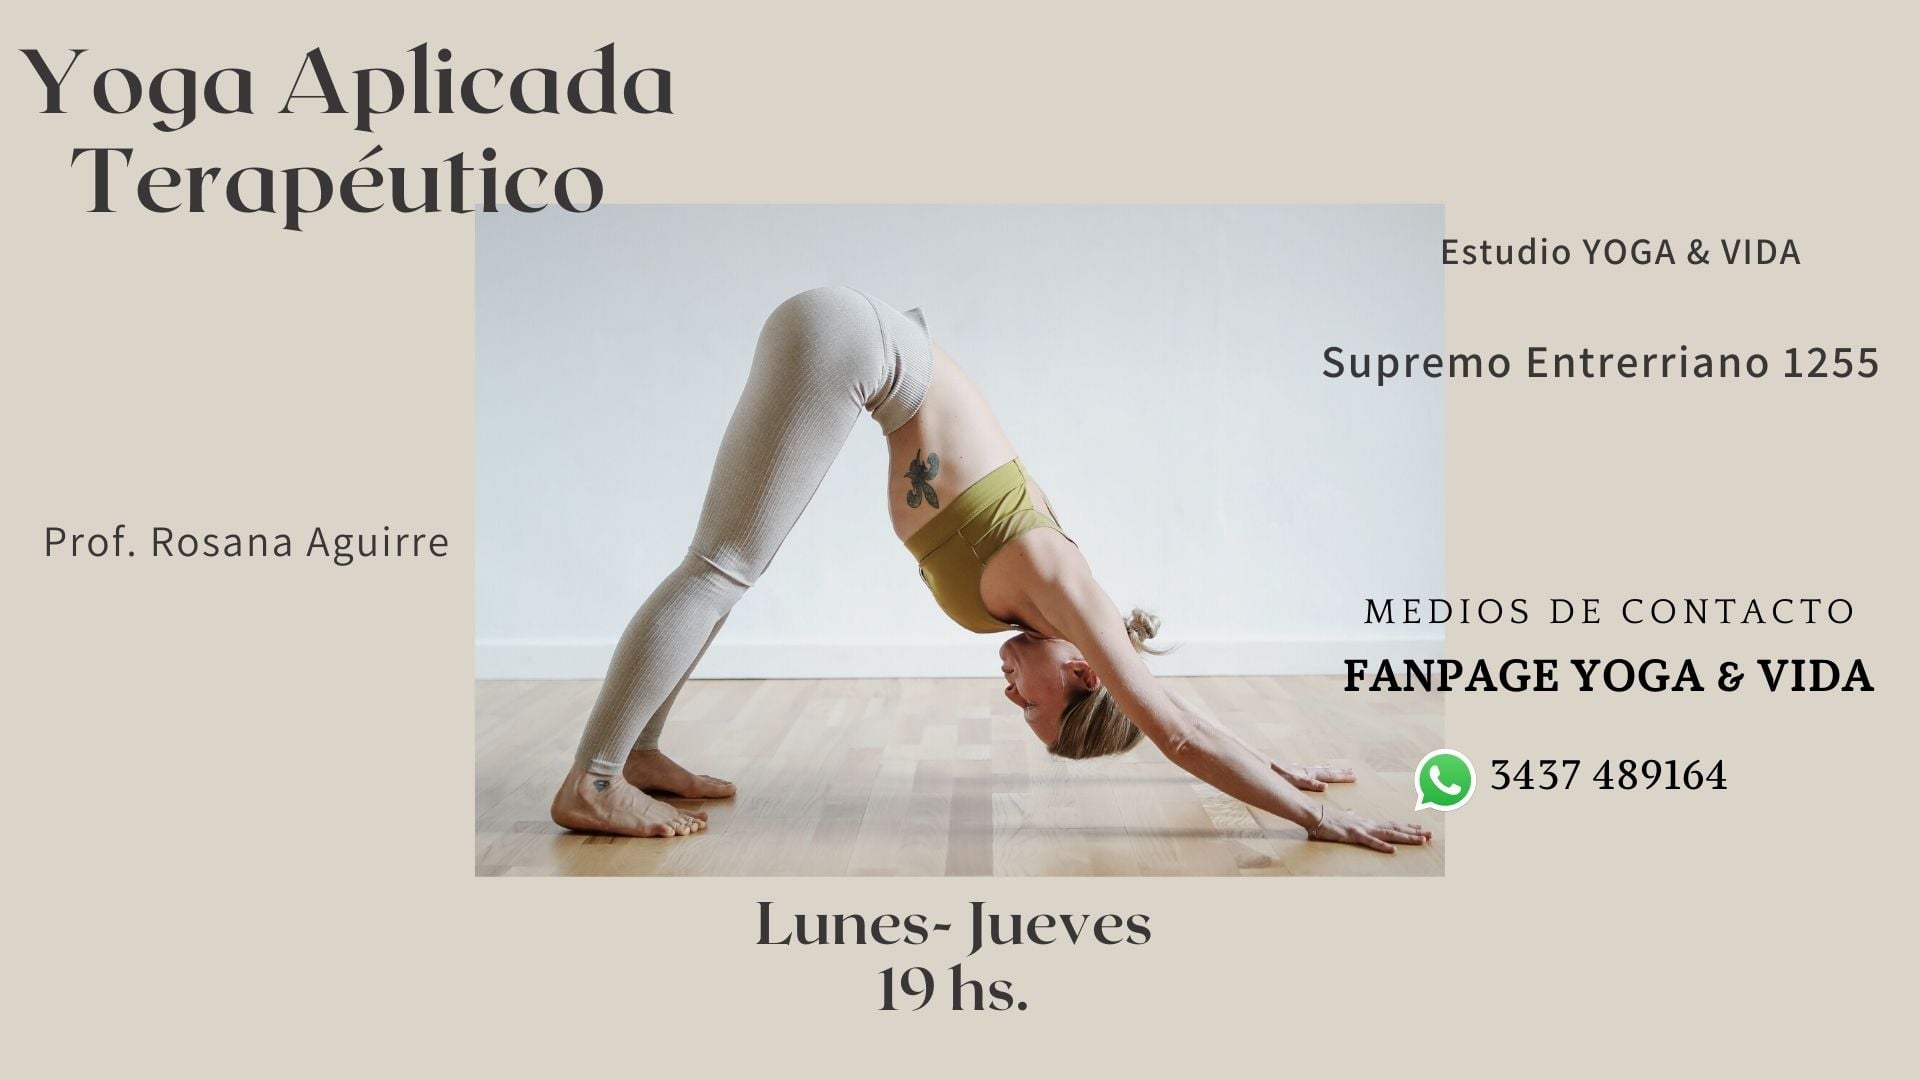 Yoga Aplicada
Terapéutico
Estudio YOGA & VIDA
Supremo Entrerriano 1255
Prof. Rosana Aguirre
MEDIOS DE CONTACTO
FANPAGE YOGA & VIDA
3437 489164
Lunes- Jueves
19 hs.